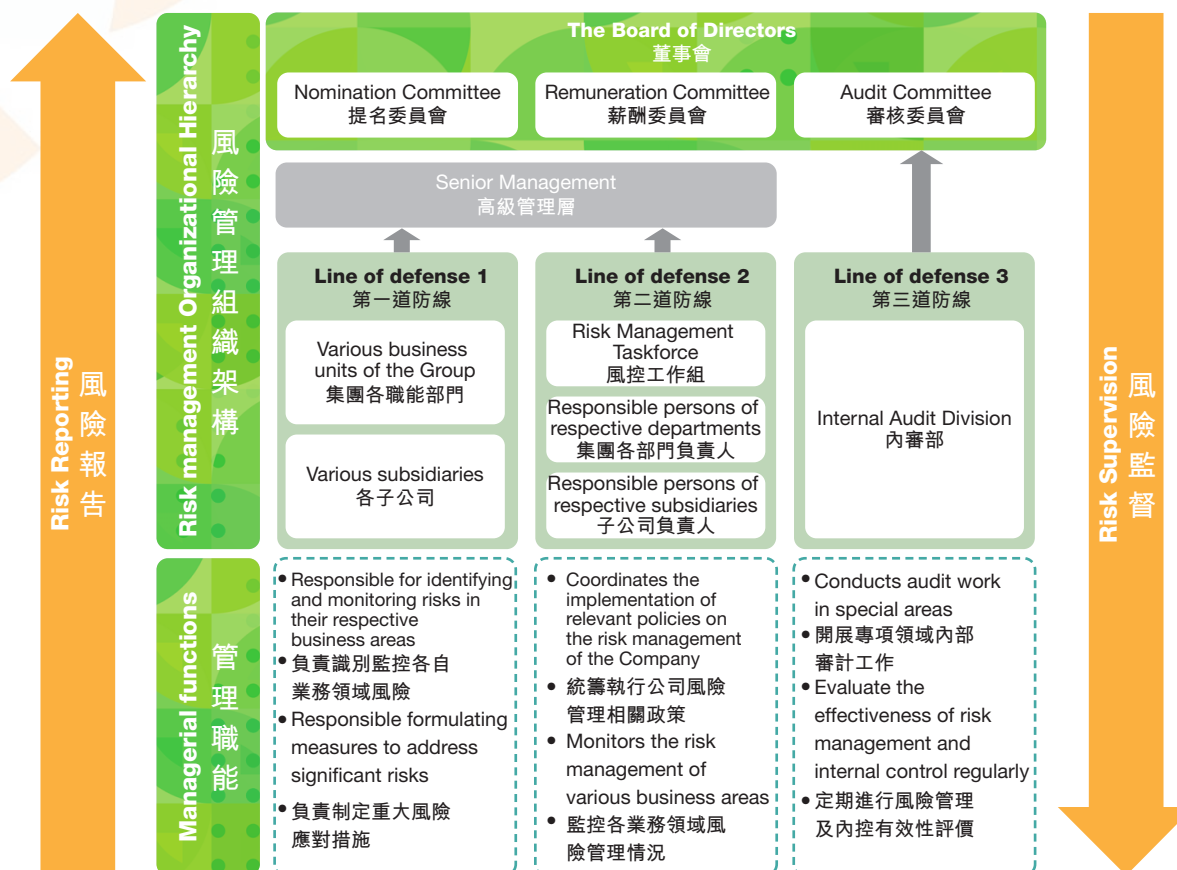 Risk Reporting
風險報告
Risk management Organizational Hierarchy
風險管理組織架構
The Board of Directors
董事會
Nomination Committee
提名委員會
Remuneration Committee
薪酬委員會
Audit Committee
審核委員會
Senior Management
高級管理層
Line of defense 1
第一道防線
Various business
units of the Group
集團各職能部門
Various subsidiaries
各子公司
Line of defense 2
第二道防線
Risk Management
Taskforce
風控工作組
Responsible persons of
respective departments
集團各部門負責人
Responsible persons of
respective subsidiaries
子公司負責人
Line of defense 3
第三道防線
Internal Audit Division
內審部
Managerial functions
管理職能
• Responsible for identifying
and monitoring risks in
their respective
business areas
• 負責識別監控各自
業務領域風險
• Responsible formulating
measures to address
significant risks
• 負責制定重大風險
應對措施
• Coordinates the
implementation of
relevant policies on
the risk management
of the Company
• 統籌執行公司風險
管理相關政策
• Monitors the risk
management of
various business areas
• 監控各業務領域風
險管理情況
• Conducts audit work
in special areas
• 開展專項領域內部
審計工作
• Evaluate the
effectiveness of risk
management and
internal control regularly
• 定期進行風險管理
及內控有效性評價
Risk Supervision
風險監督